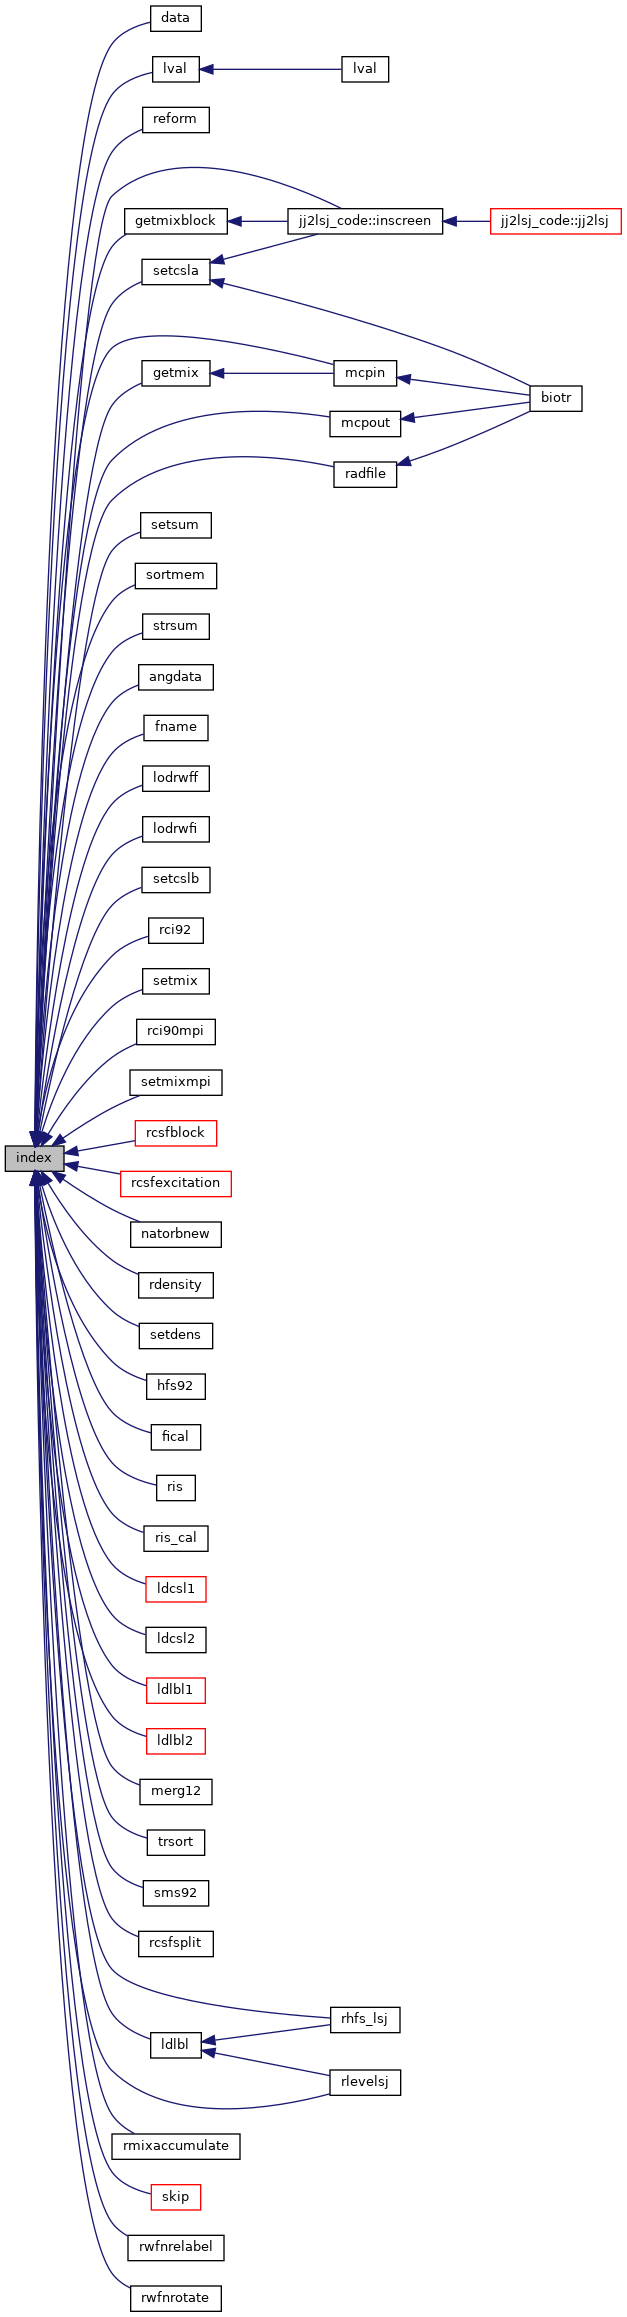 data
lval
lval
reform
getmixblock
jj2lsj_code::inscreen
jj2lsj_code::jj2lsj
setcsla
getmix
mcpin
biotr
mcpout
radfile
setsum
sortmem
strsum
angdata
fname
lodrwff
lodrwfi
setcslb
rci92
setmix
rci90mpi
setmixmpi
rcsfblock
index
rcsfexcitation
natorbnew
rdensity
setdens
hfs92
fical
ris
ris_cal
ldcsl1
ldcsl2
ldlbl1
ldlbl2
merg12
trsort
sms92
rcsfsplit
rhfs_lsj
ldlbl
rlevelsj
rmixaccumulate
skip
rwfnrelabel
rwfnrotate